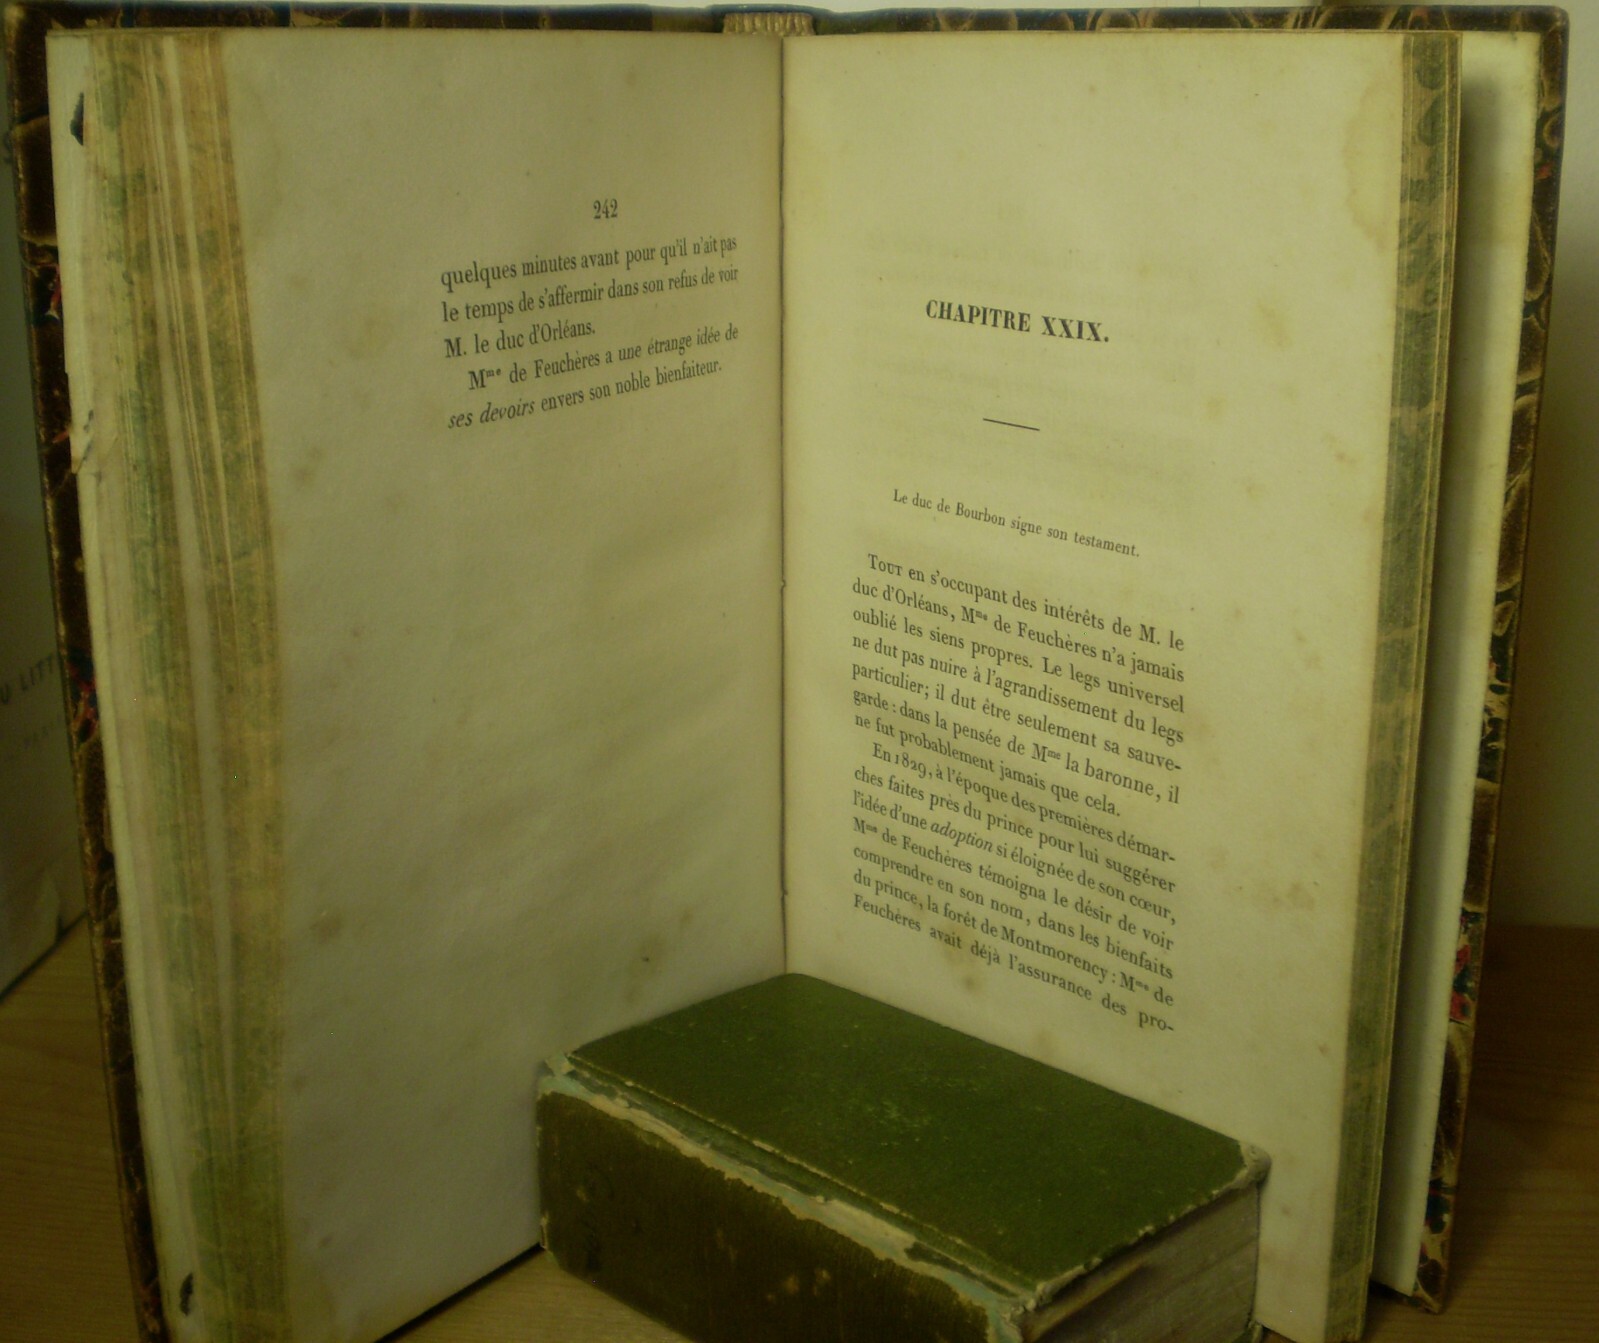 242
quelques minutes avant pour qu'il n'ait pas
le temps de s'affermir dans son refus de voir
M. le duc d'Orléans.
Mme de Feuchères a une étrange idée de
ses devoirs envers son noble bienfaiteur.
CHAPITRE XXIX.
Le duc de Bourbon signe son testament.
TOUT en s'occupant des intérêts de M. le
duc d'Orléans, Mme de Feuchères n'a jamais
oublié les siens propres. Le legs universel
ne dut pas nuire à l'agrandissement du legs
particulier; il dut être seulement sa sauve-
garde : dans la pensée de Mme la baronne, il
ne fut probablement jamais que cela.
En 1829, à l'époque des premières démar-
ches faites près du prince pour lui suggérer
l'idée d'une adoption si éloignée de son cœur,
Mme de Feuchères témoigna le désir de voir
comprendre en son nom, dans les bienfaits
du prince, la forêt de Montmorency : Mme de
Feuchères avait déjà l'assurance des pro-